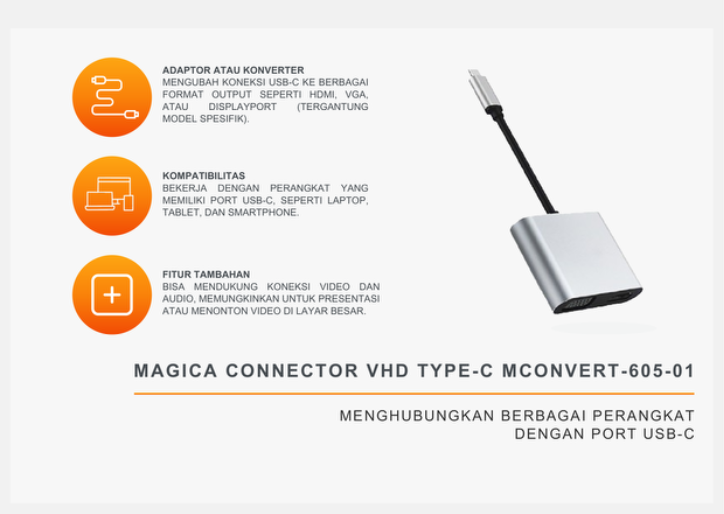 ADAPTOR ATAU KONVERTER
MENGUBAH KONEKSI USB-C KE BERBAGAI
FORMAT OUTPUT SEPERTI HDMI, VGA,
ATAU DISPLAYPORT (TERGANTUNG
MODEL SPESIFIK).
KOMPATIBILITAS
BEKERJA DENGAN PERANGKAT YANG
MEMILIKI PORT USB-C, SEPERTI LAPTOP,
TABLET, DAN SMARTPHONE.
FITUR TAMBAHAN
BISA MENDUKUNG KONEKSI VIDEO DAN
AUDIO, MEMUNGKINKAN UNTUK PRESENTASI
ATAU MENONTON VIDEO DI LAYAR BESAR.
MAGICA CONNECTOR VHD TYPE-C MCONVERT-605-01
MENGHUBUNGKAN BERBAGAI PERANGKAT
DENGAN PORT USB-C